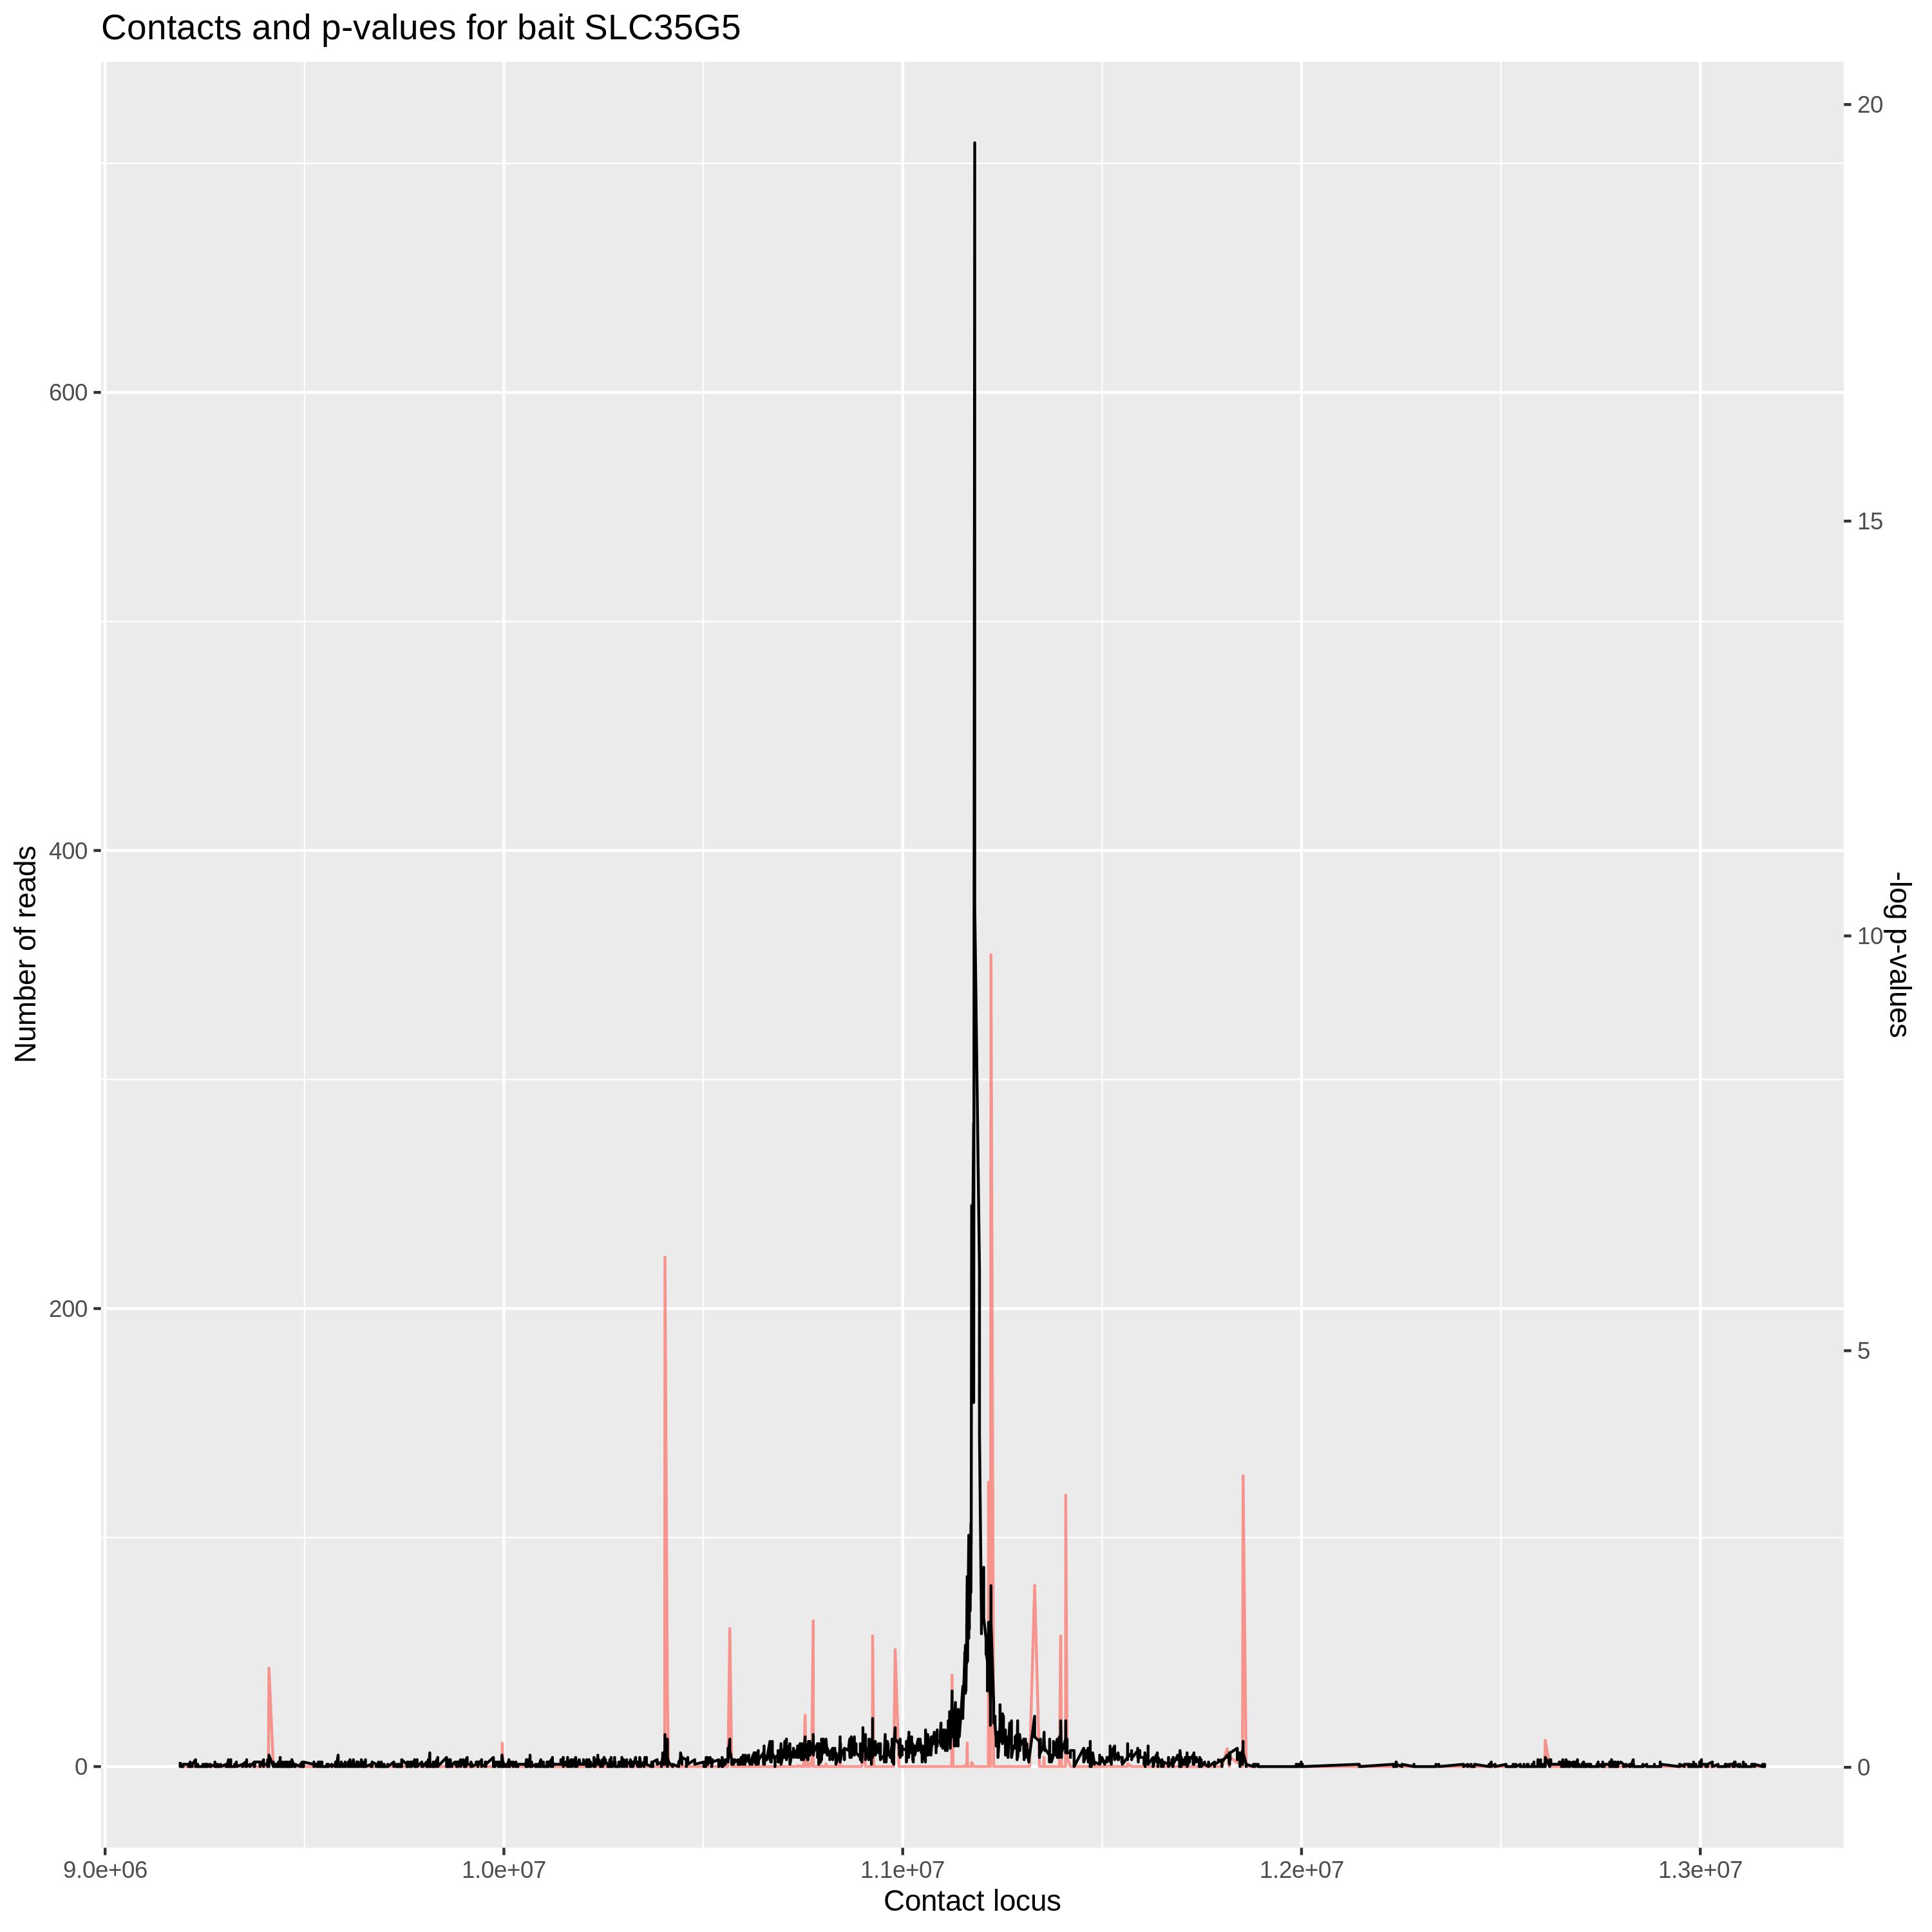 Contacts and p-values for bait SLC35G5
Number of reads
600
400
200
0
20
15
10
5
0
-log p-values
9.0e+06
1.0e+07
1.1e+07
1.2e+07
1.3e+07
Contact locus